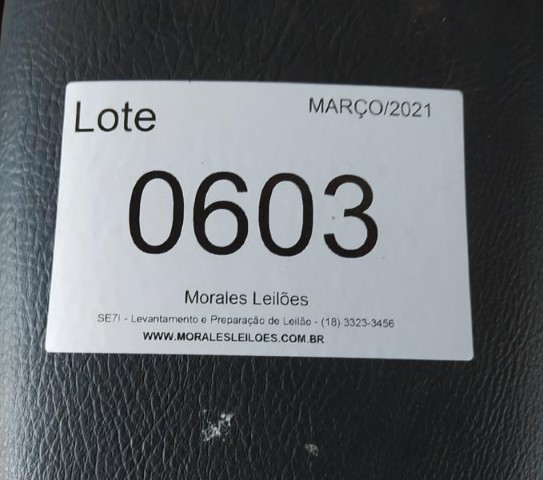 Lote
MARÇO/2021
0603
Morales Leilões
SE7I - Levantamento e Preparação de Leilão - (18) 3323-3456
WWW.MORALESLEILOES.COM.BR